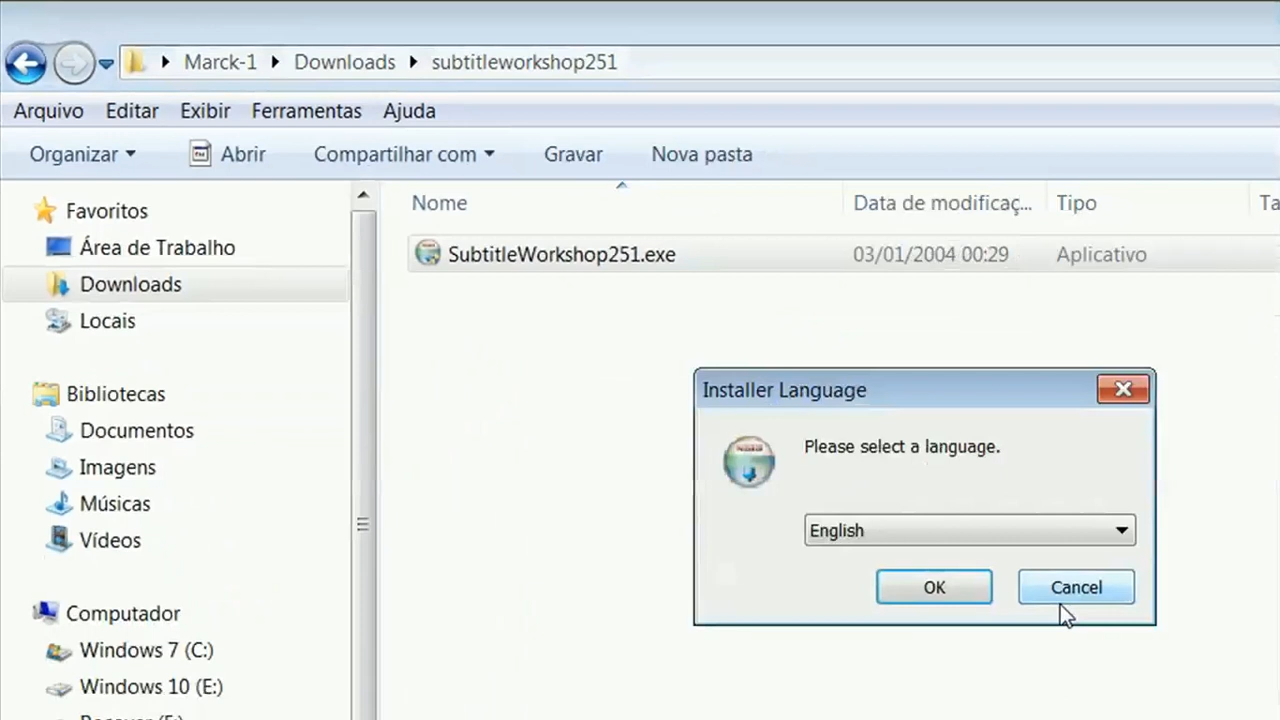 Marck-1 Downloads subtitleworkshop251
Arquivo Editar Exibir Ferramentas Ajuda
Organizar Abrir Compartilhar com Gravar Nova pasta
Favoritos
Área de Trabalho
Downloads
Locais
Bibliotecas
Documentos
Imagens
Músicas
Vídeos
Computador
Windows 7 (C:)
Windows 10 (E:)
Nome Data de modificaç... Tipo
SubtitleWorkshop251.exe 03/01/2004 00:29 Aplicativo
Installer Language
Please select a language.
English
OK Cancel